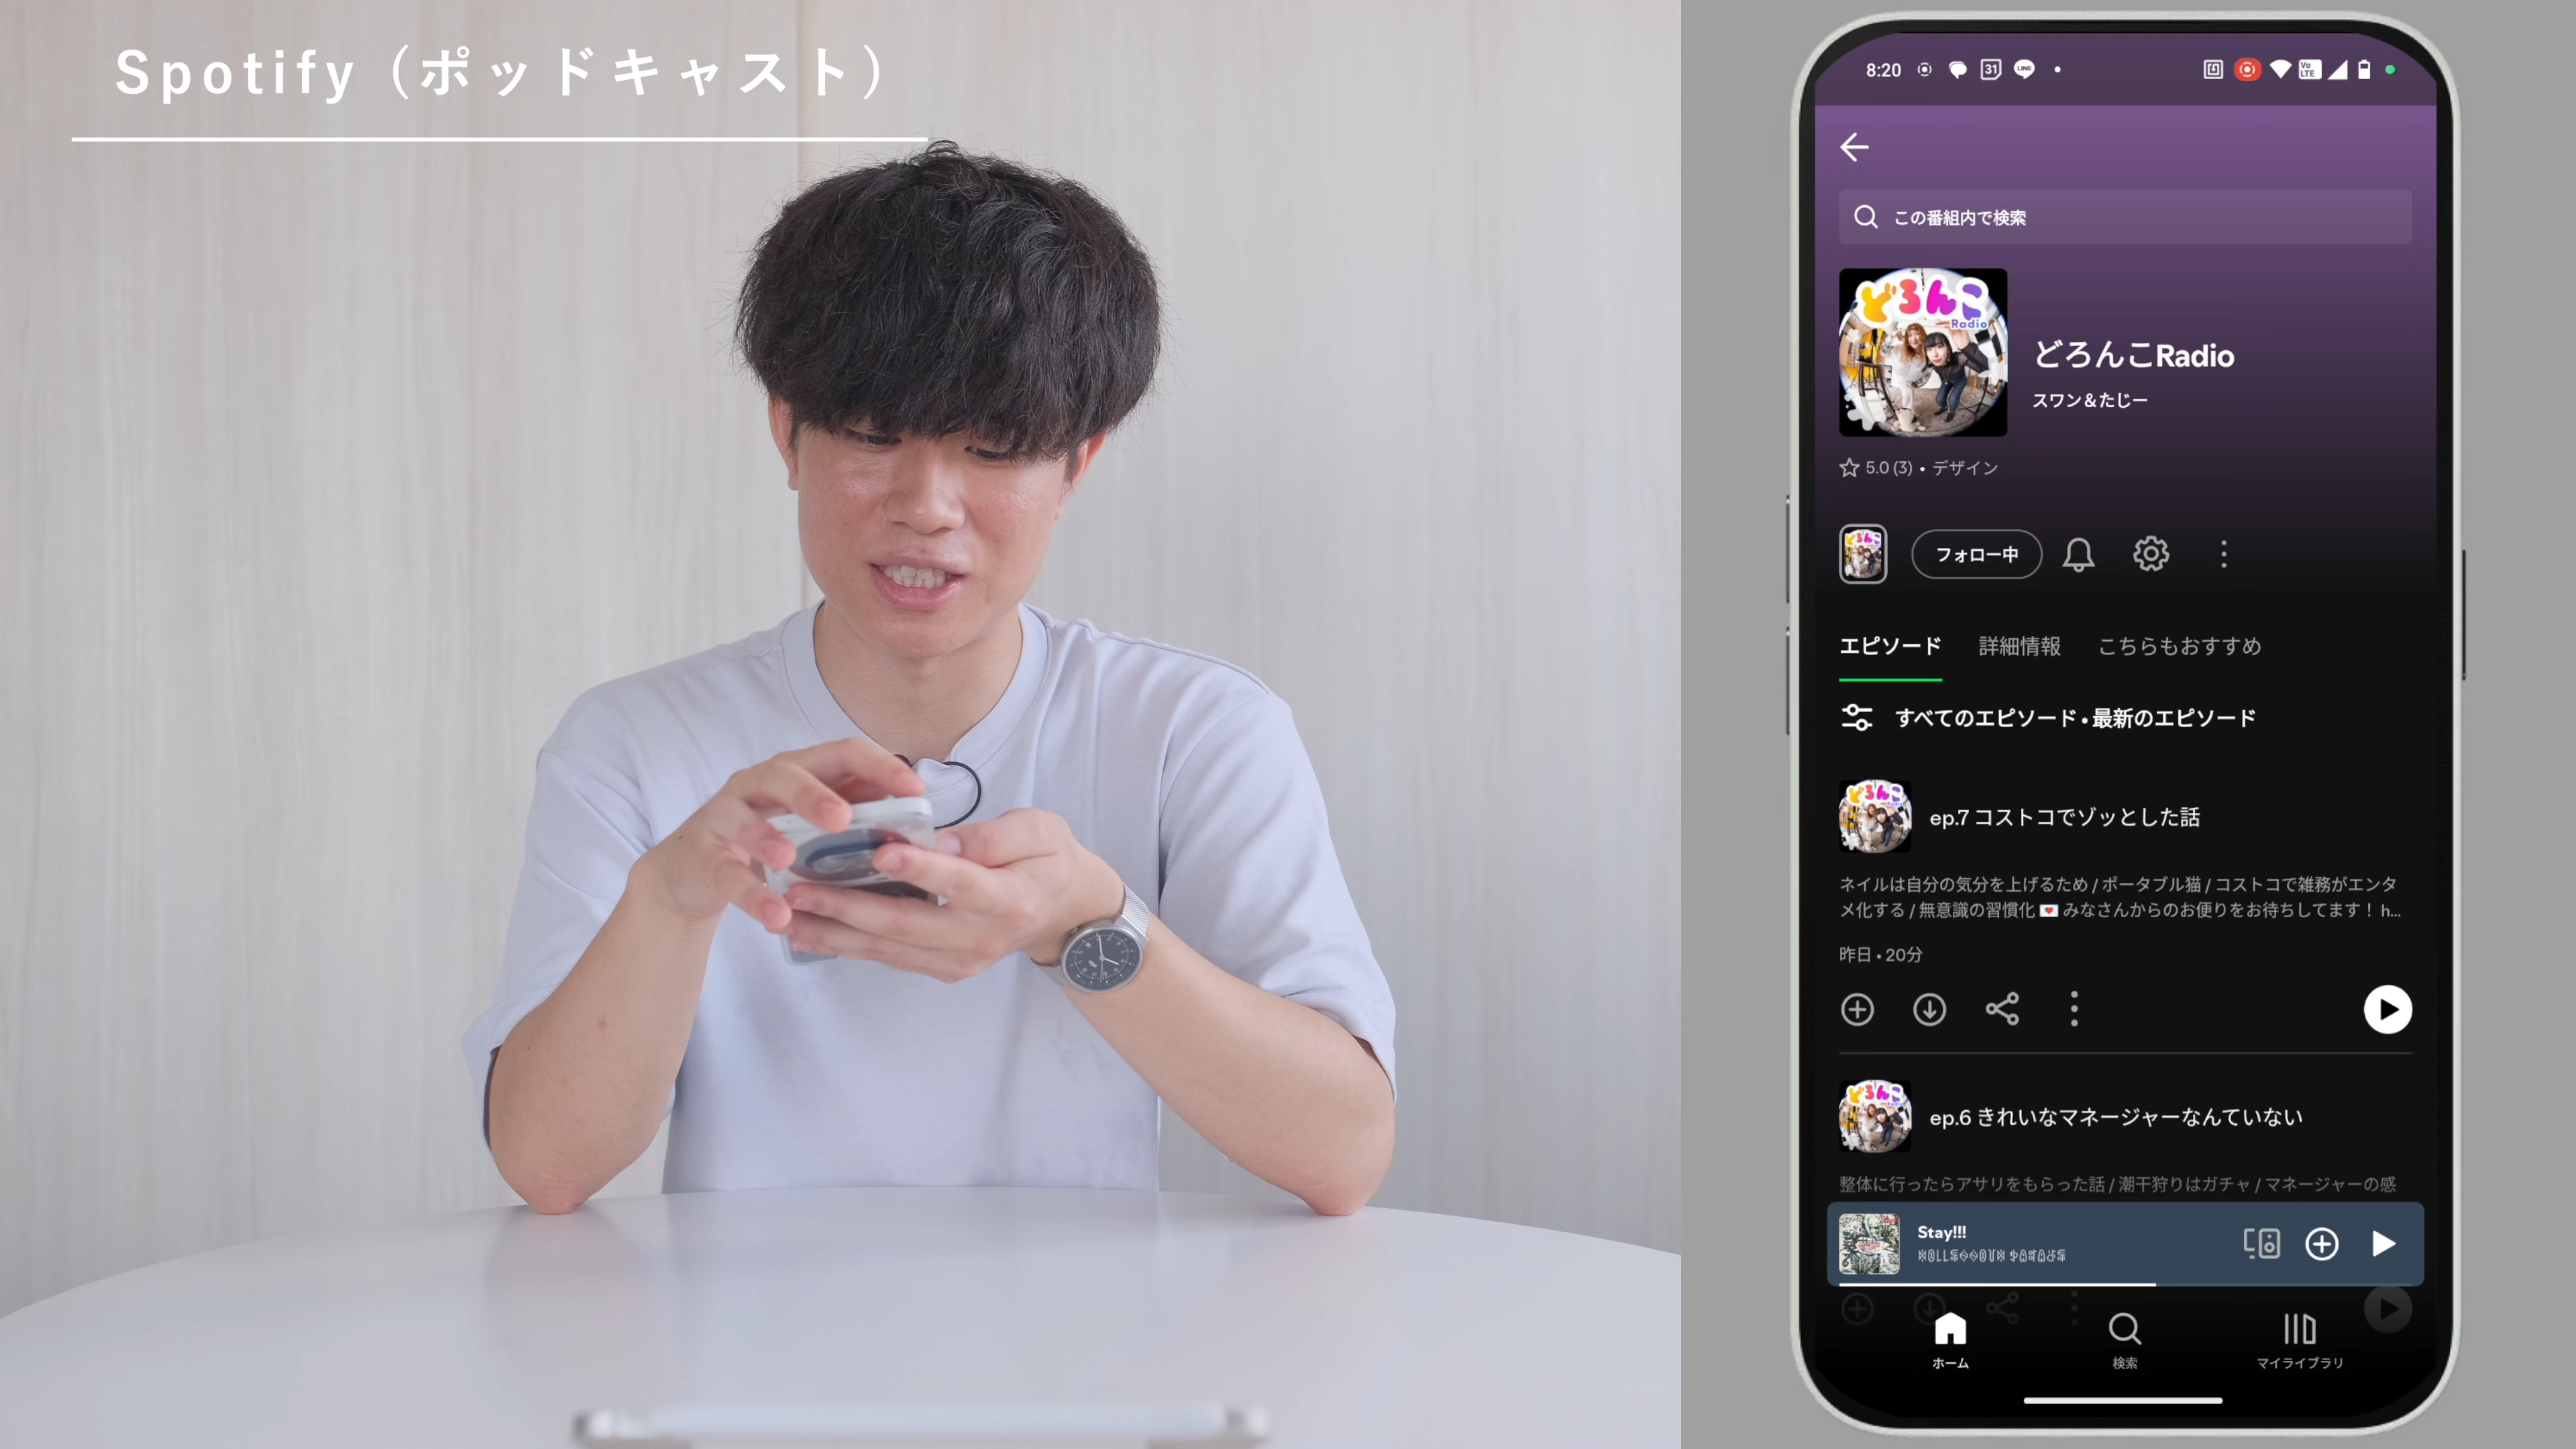 Spotify（ポッドキャスト）
8:20
31
LINE
Vo
LTE
この番組内で検索
どろんこ
Radio
どろんこRadio
スワン＆たじー
5.0 (3) • デザイン
フォロー中
エピソード 詳細情報 こちらもおすすめ
すべてのエピソード • 最新のエピソード
ep.7 コストコでゾッとした話
ネイルは自分の気分を上げるため / ポータブル猫 / コストコで雑務がエンタ
メ化する / 無意識の習慣化 💌 みなさんからのお便りをお待ちしてます！ h...
昨日 • 20分
ep.6 きれいなマネージャーなんていない
整体に行ったらアサリをもらった話 / 潮干狩りはガチャ / マネージャーの感
Stay!!!
ホーム 検索 マイライブラリ